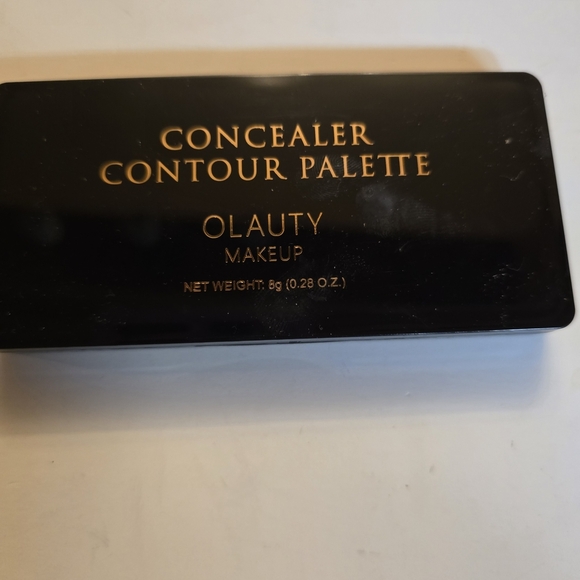 CONCEALER
CONTOUR PALETTE
OLAUTY
MAKEUP
NET WEIGHT: 8g (0.28 O.Z.)